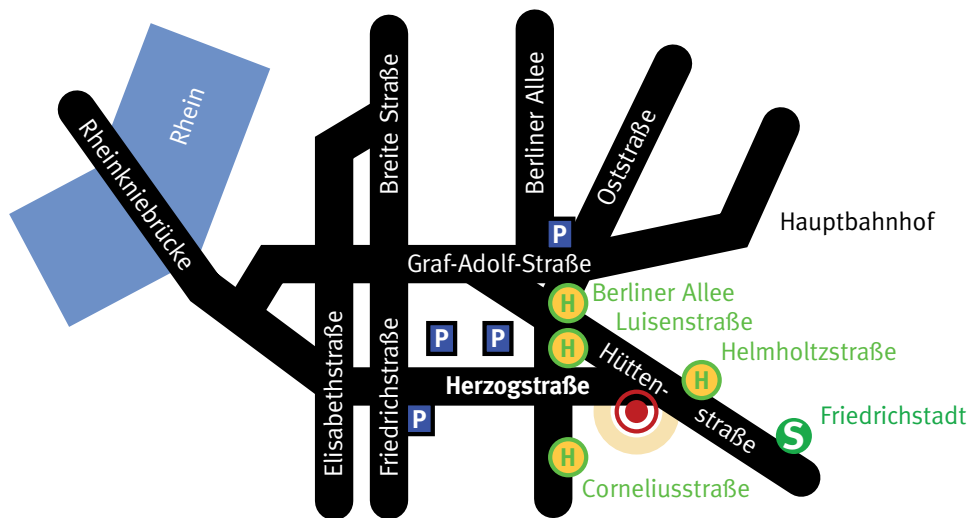 Rhein
Rheinkniebrücke
Breite Straße
Berliner Allee
Oststraße
Hauptbahnhof
P
Graf-Adolf-Straße
H
Berliner Allee
Luisenstraße
P
P
H
Hütten-
straße
Helmholtzstraße
H
Herzogstraße
Elisabethstraße
Friedrichstraße
P
Friedrichstadt
S
H
Corneliusstraße